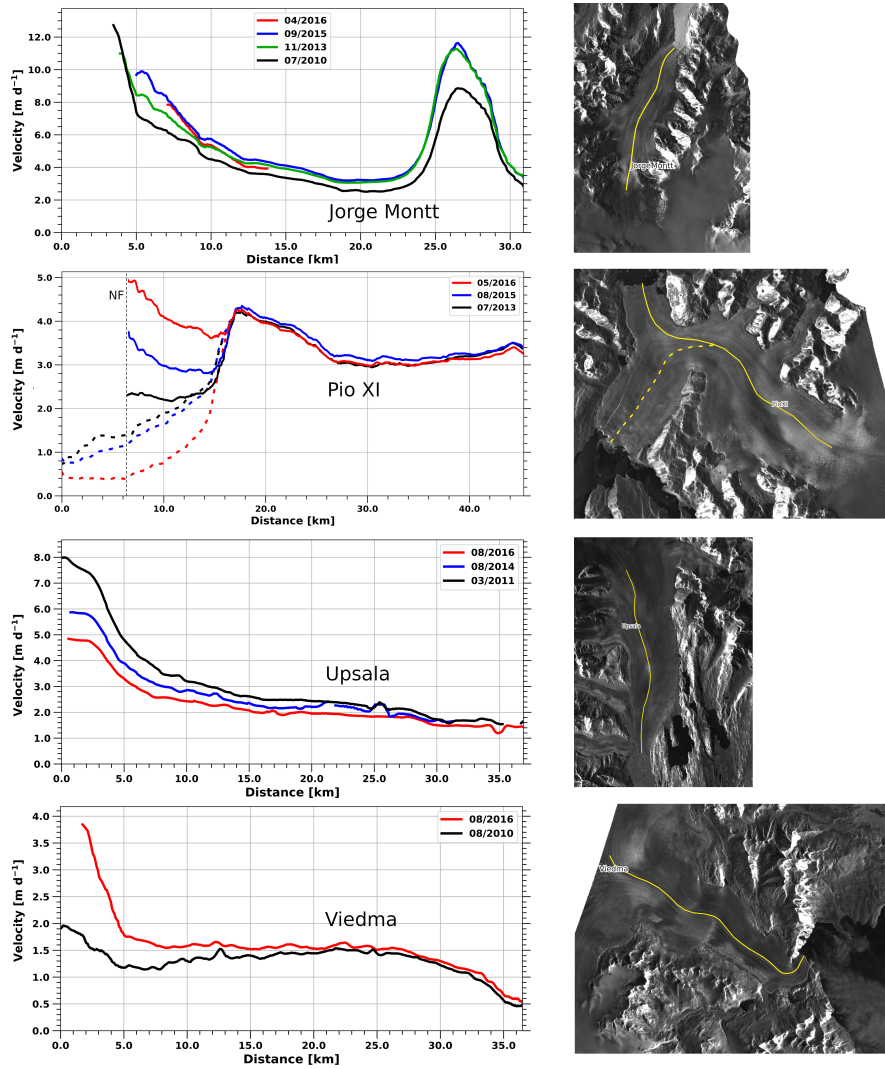 04/2016
09/2015
11/2013
07/2010
12.0
10.0
8.0
6.0
4.0
2.0
0.0
Velocity [m d⁻¹]
Jorge Montt
0.0 5.0 10.0 15.0 20.0 25.0 30.0
Distance [km]
JorgeMontt
05/2016
08/2015
07/2013
NF
5.0
4.0
3.0
2.0
1.0
0.0
Velocity [m d⁻¹]
Pio XI
0.0 10.0 20.0 30.0 40.0
Distance [km]
PioXI
08/2016
08/2014
03/2011
8.0
7.0
6.0
5.0
4.0
3.0
2.0
1.0
0.0
Velocity [m d⁻¹]
Upsala
0.0 5.0 10.0 15.0 20.0 25.0 30.0 35.0
Distance [km]
Upsala
08/2016
08/2010
4.0
3.5
3.0
2.5
2.0
1.5
1.0
0.5
0.0
Velocity [m d⁻¹]
Viedma
0.0 5.0 10.0 15.0 20.0 25.0 30.0 35.0
Distance [km]
Viedma